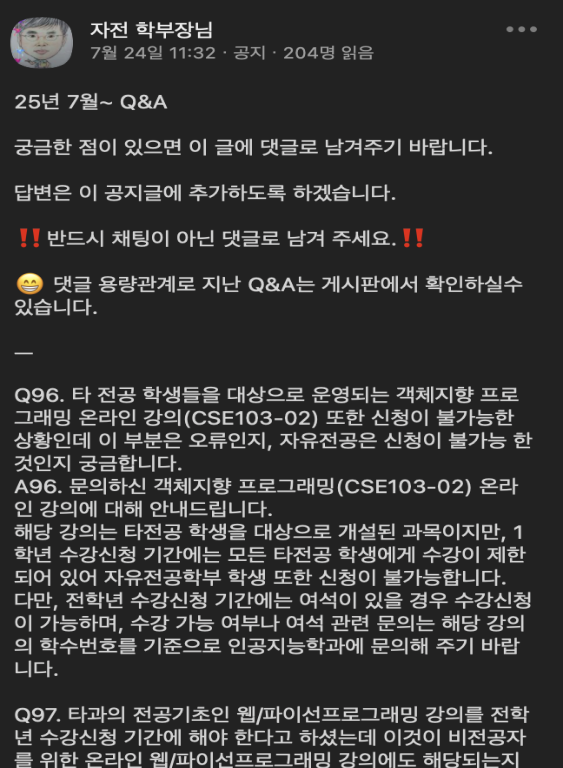 자전 학부장님
7월 24일 11:32 · 공지 · 204명 읽음
25년 7월~ Q&A
궁금한 점이 있으면 이 글에 댓글로 남겨주기 바랍니다.
답변은 이 공지글에 추가하도록 하겠습니다.
‼️반드시 채팅이 아닌 댓글로 남겨 주세요.‼️
😁 댓글 용량관계로 지난 Q&A는 게시판에서 확인하실수
있습니다.
—
Q96. 타 전공 학생들을 대상으로 운영되는 객체지향 프로
그래밍 온라인 강의(CSE103-02) 또한 신청이 불가능한
상황인데 이 부분은 오류인지, 자유전공은 신청이 불가능 한
것인지 궁금합니다.
A96. 문의하신 객체지향 프로그래밍(CSE103-02) 온라
인 강의에 대해 안내드립니다.
해당 강의는 타전공 학생을 대상으로 개설된 과목이지만, 1
학년 수강신청 기간에는 모든 타전공 학생에게 수강이 제한
되어 있어 자유전공학부 학생 또한 신청이 불가능합니다.
다만, 전학년 수강신청 기간에는 여석이 있을 경우 수강신청
이 가능하며, 수강 가능 여부나 여석 관련 문의는 해당 강의
의 학수번호를 기준으로 인공지능학과에 문의해 주기 바랍
니다.
Q97. 타과의 전공기초인 웹/파이선프로그래밍 강의를 전학
년 수강신청 기간에 해야 한다고 하셨는데 이것이 비전공자
를 위한 온라인 웹/파이선프로그래밍 강의에도 해당되는지